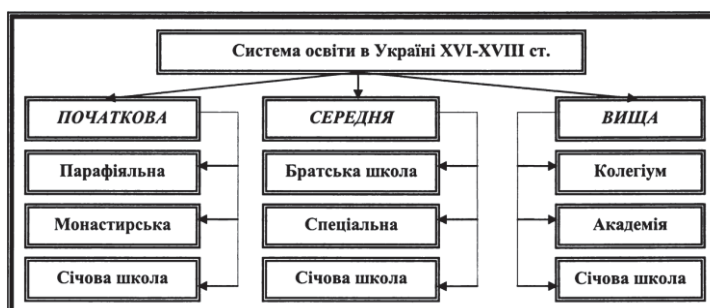 Система освіти в Україні XVI-XVIII ст.
ПОЧАТКОВА СЕРЕДНЯ ВИЩА
Парафіяльна Братська школа Колегіум
Монастирська Спеціальна Академія
Січова школа Січова школа Січова школа